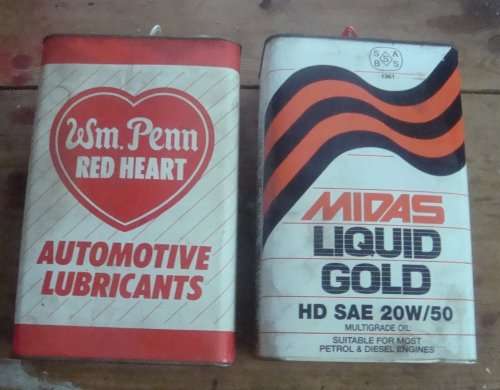 Wm. Penn
RED HEART
AUTOMOTIVE
LUBRICANTS
S A
B S
S
1361
MIDAS
LIQUID
GOLD
HD SAE 20W/50
MULTIGRADE OIL
SUITABLE FOR MOST
PETROL & DIESEL ENGINES